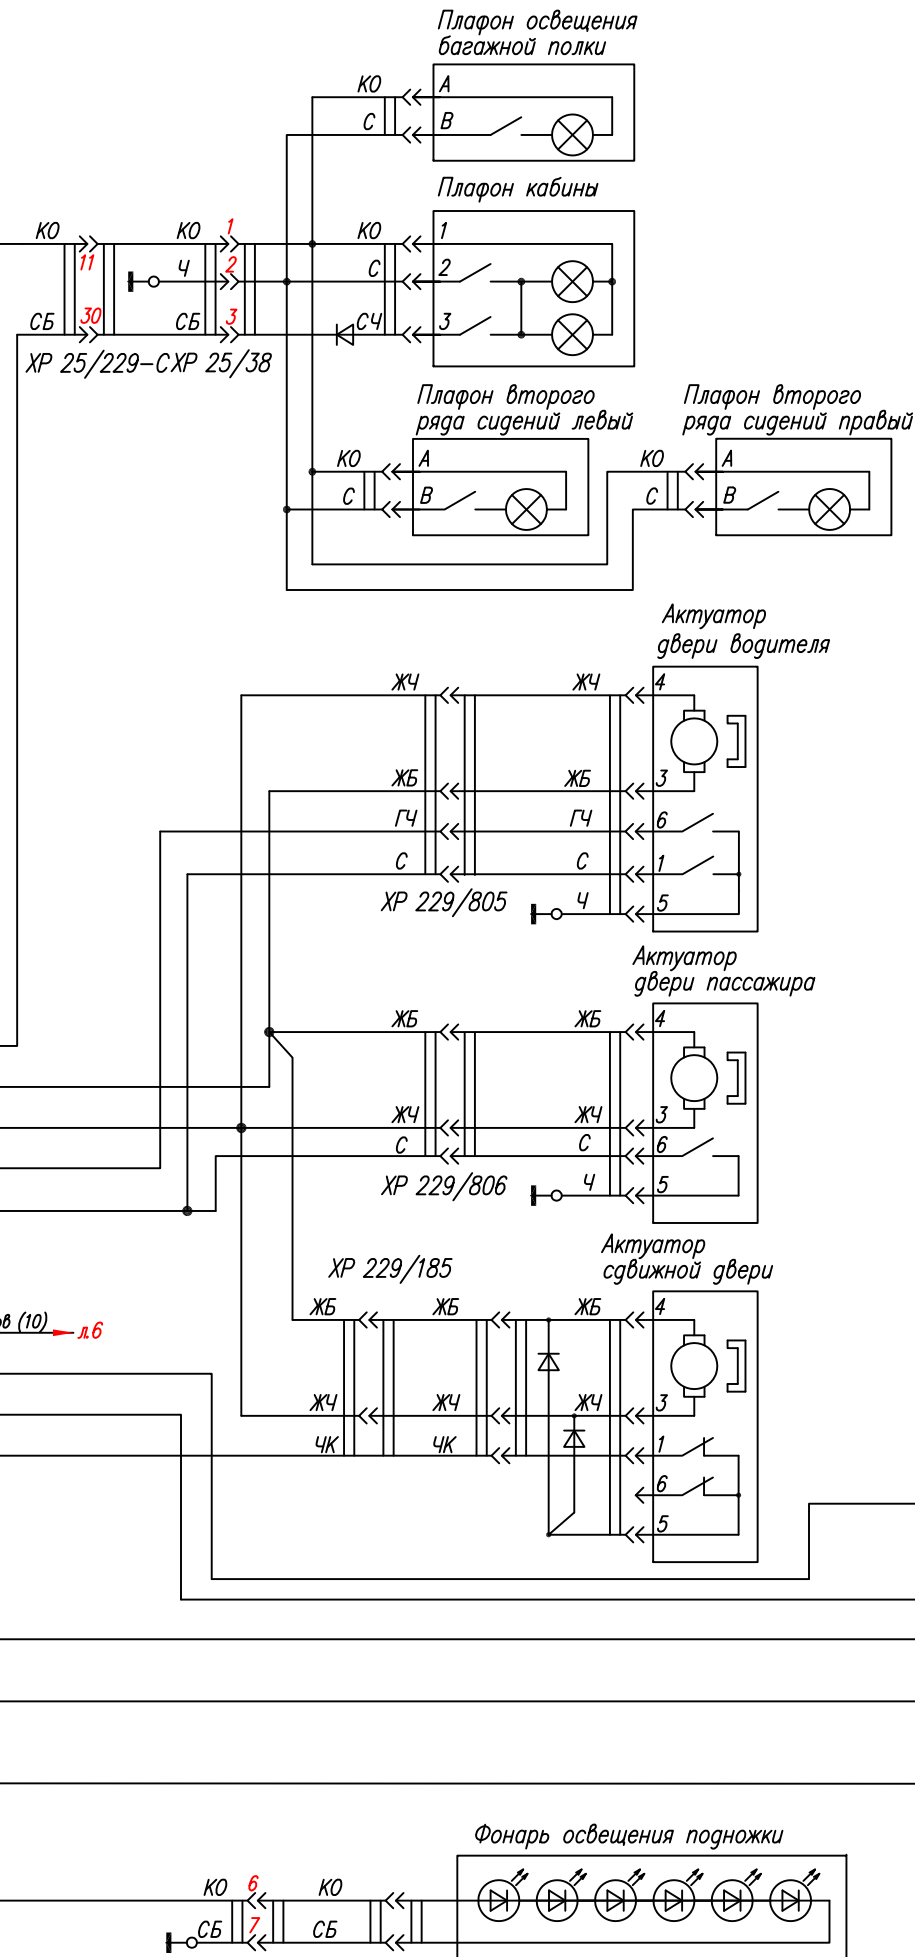 Плафон освещения
багажной полки
КО А
С В
Плафон кабины
КО КО 1 КО 1
11 Ч 2 С 2
СБ 30 СБ 3 СЧ 3
ХР 25/229-С ХР 25/38
Плафон второго
ряда сидений левый
Плафон второго
ряда сидений правый
КО А КО А
С В С В
Актуатор
двери водителя
ЖЧ ЖЧ 4
ЖБ ЖБ 3
ГЧ ГЧ 6
С С 1
ХР 229/805 Ч 5
Актуатор
двери пассажира
ЖБ ЖБ 4
ЖЧ ЖЧ 3
С С 6
ХР 229/806 Ч 5
Актуатор
сдвижной двери
ХР 229/185
ЖБ ЖБ ЖБ 4
ов (10) л.6
ЖЧ ЖЧ ЖЧ 3
ЧК ЧК 1
6
5
Фонарь освещения подножки
КО 6 КО
СБ 7 СБ